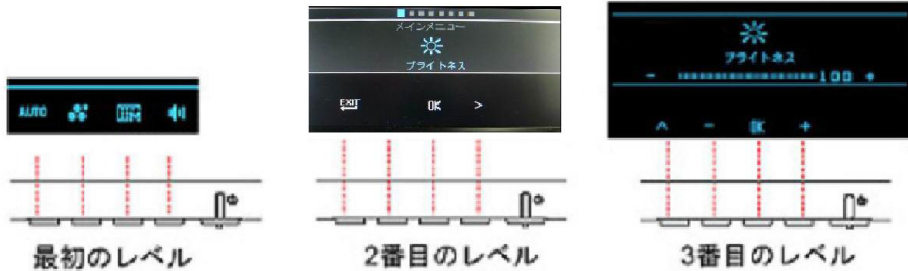 AUTO
最初のレベル
メインメニュー
ブライトネス
EXIT
OK
>
2番目のレベル
ブライトネス
- 100 +
^ - OK +
3番目のレベル